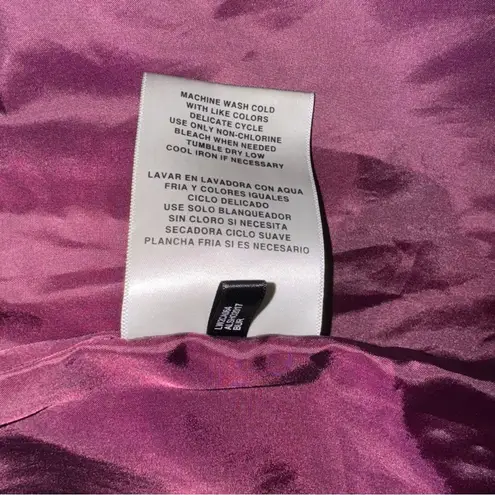 MACHINE WASH COLD
WITH LIKE COLORS
DELICATE CYCLE
USE ONLY NON-CHLORINE
BLEACH WHEN NEEDED
TUMBLE DRY LOW
COOL IRON IF NECESSARY
LAVAR EN LAVADORA CON AQUA
FRIA Y COLORES IGUALES
CICLO DELICADO
USE SOLO BLANQUEADOR
SIN CLORO SI NECESITA
SECADORA CICLO SUAVE
PLANCHA FRIA SI ES NECESARIO
BUR